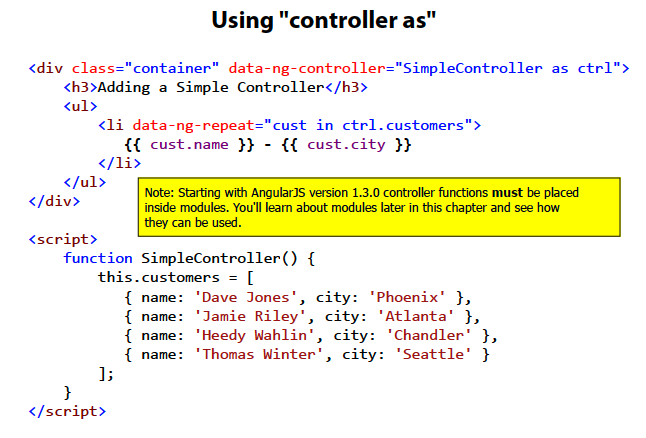 Using "controller as"
<div class="container" data-ng-controller="SimpleController as ctrl">
    <h3>Adding a Simple Controller</h3>
    <ul>
        <li data-ng-repeat="cust in ctrl.customers">
           {{ cust.name }} - {{ cust.city }}
        </li>
    </ul>
</div>
Note: Starting with AngularJS version 1.3.0 controller functions must be placed
inside modules. You'll learn about modules later in this chapter and see how
they can be used.
<script>
    function SimpleController() {
        this.customers = [
           { name: 'Dave Jones', city: 'Phoenix' },
           { name: 'Jamie Riley', city: 'Atlanta' },
           { name: 'Heedy Wahlin', city: 'Chandler' },
           { name: 'Thomas Winter', city: 'Seattle' }
        ];
    }
</script>